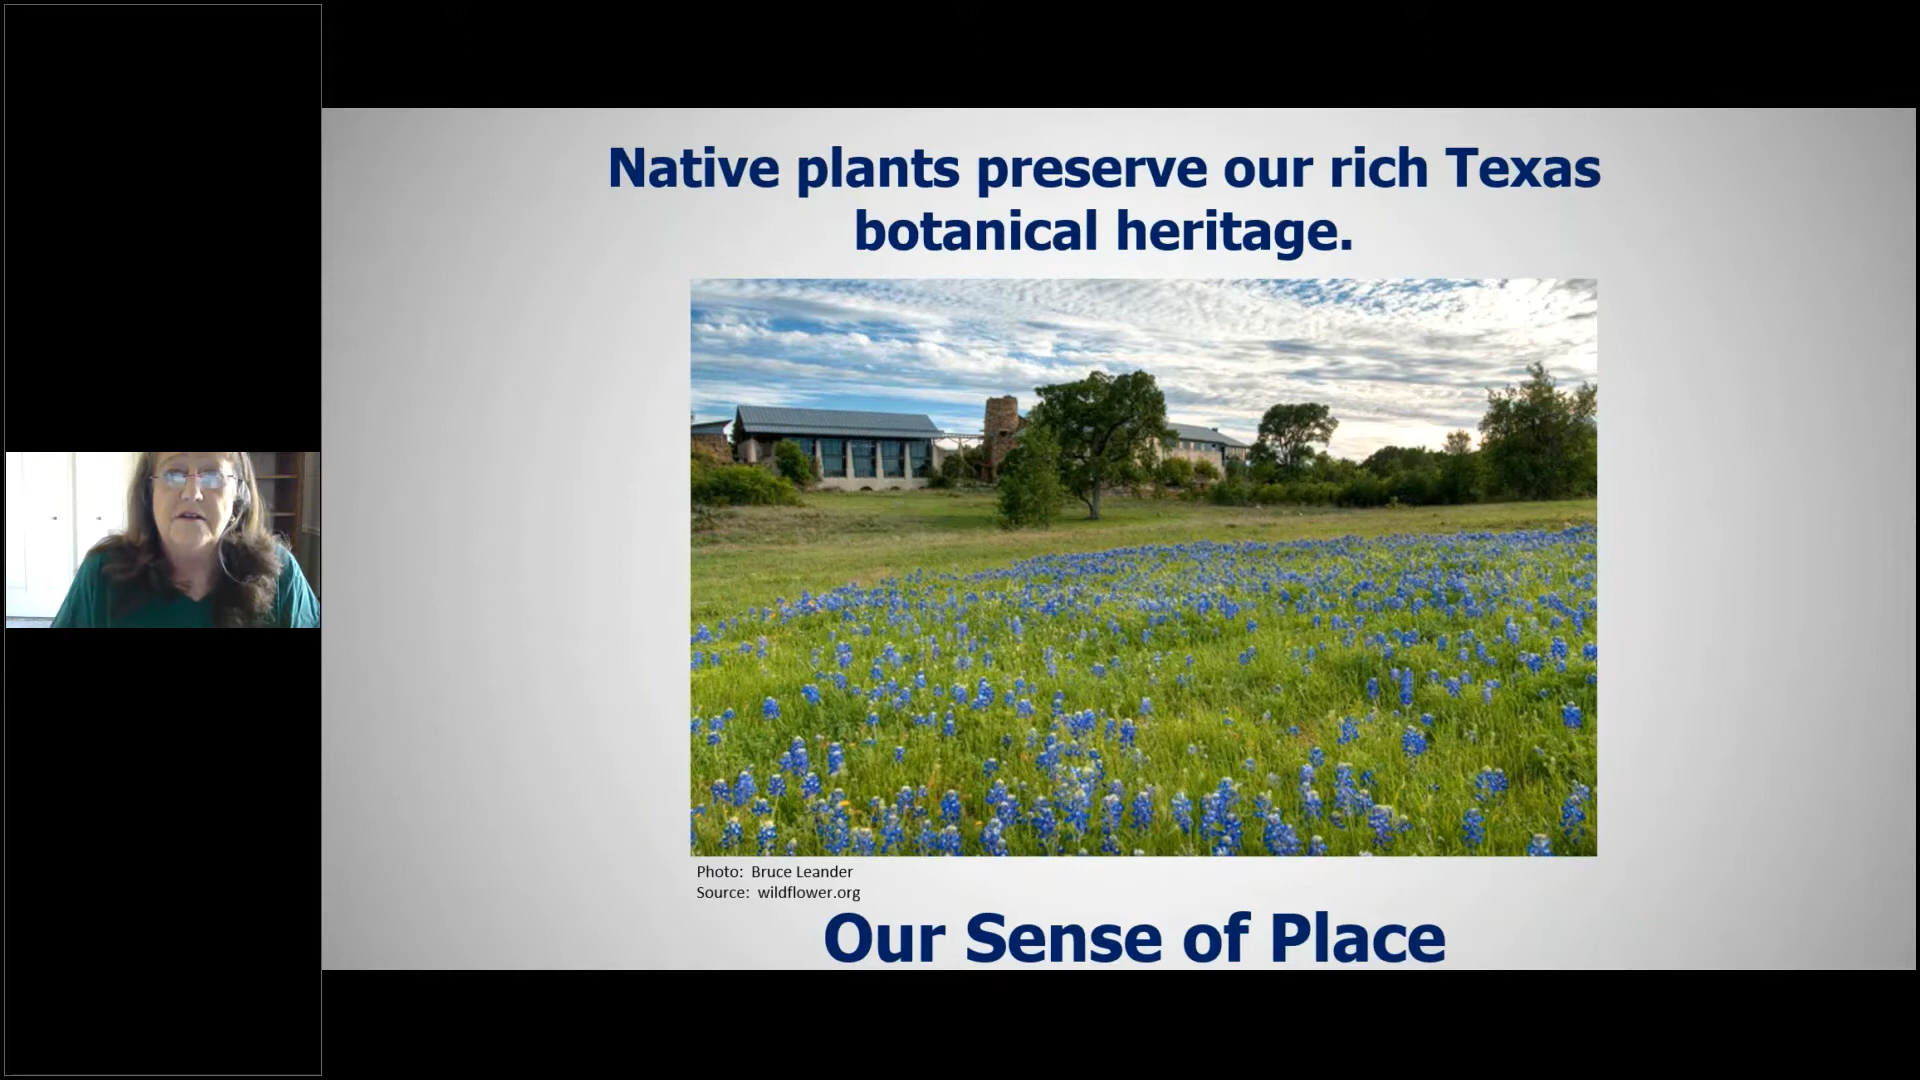 Native plants preserve our rich Texas
botanical heritage.
Photo: Bruce Leander
Source: wildflower.org
Our Sense of Place